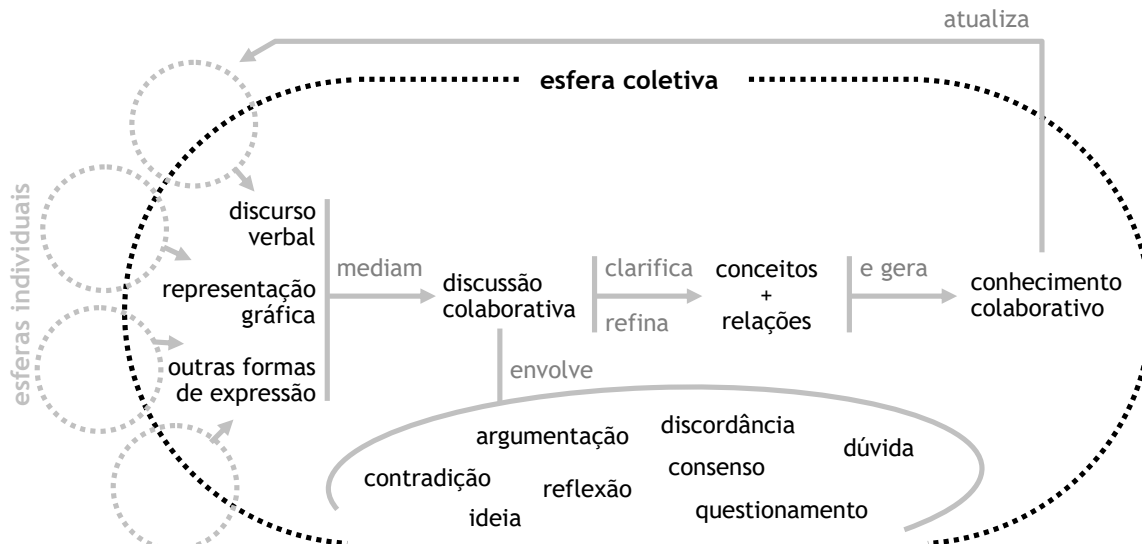 atualiza
esfera coletiva
esferas individuais
discurso
verbal
representação
gráfica
outras formas
de expressão
mediam
discussão
colaborativa
clarifica
refina
conceitos
+
relações
e gera
conhecimento
colaborativo
envolve
argumentação
discordância
dúvida
contradição
reflexão
consenso
ideia
questionamento